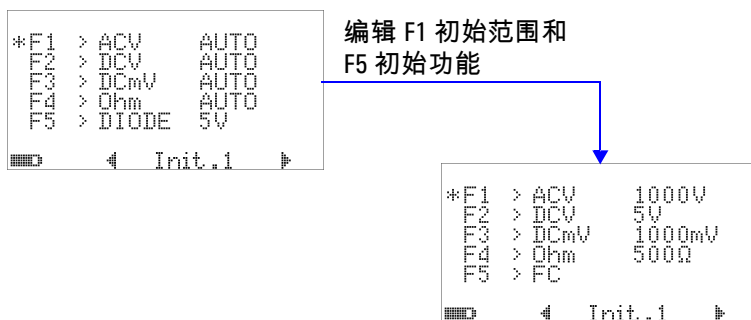 *F1 > ACV AUTO
F2 > DCV AUTO
F3 > DCmV AUTO
F4 > Ohm AUTO
F5 > DIODE 5V
Init.1
编辑 F1 初始范围和
F5 初始功能
*F1 > ACV 1000V
F2 > DCV 5V
F3 > DCmV 1000mV
F4 > Ohm 500Ω
F5 > FC
Init.1